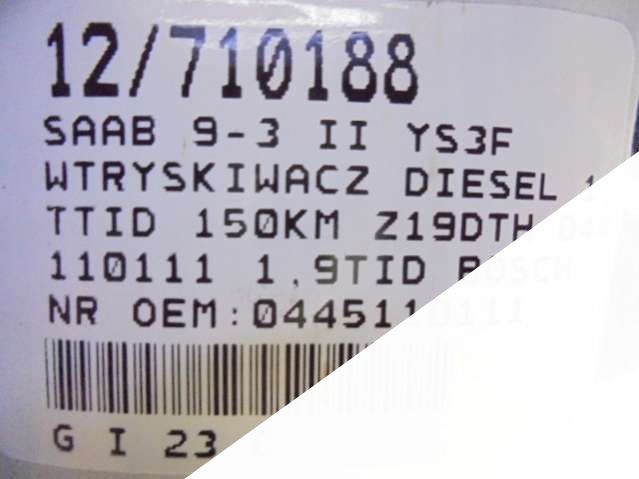 12/710188
SAAB 9-3 II YS3F
WTRYSKIWACZ DIESEL
TTID 150KM Z19DTH
110111 1,9TID BOSCH
NR OEM:0445110111
G I 23